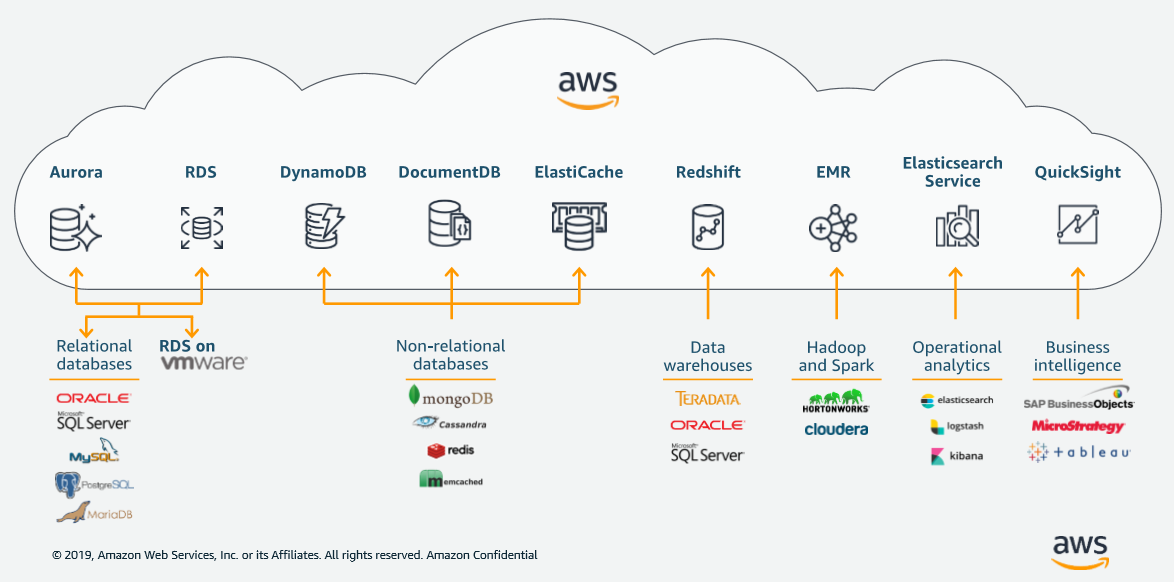 aws
Aurora
RDS
DynamoDB
DocumentDB
ElastiCache
Redshift
EMR
Elasticsearch
Service
QuickSight
Relational
databases
ORACLE
Microsoft
SQL Server
MySQL
PostgreSQL
MariaDB
RDS on
vmware
Non-relational
databases
mongoDB
Cassandra
redis
memcached
Data
warehouses
TERADATA
ORACLE
Microsoft
SQL Server
Hadoop
and Spark
HORTONWORKS
cloudera
Operational
analytics
elasticsearch
logstash
kibana
Business
intelligence
SAP BusinessObjects
MicroStrategy
+ableau
© 2019, Amazon Web Services, Inc. or its Affiliates. All rights reserved. Amazon Confidential
aws